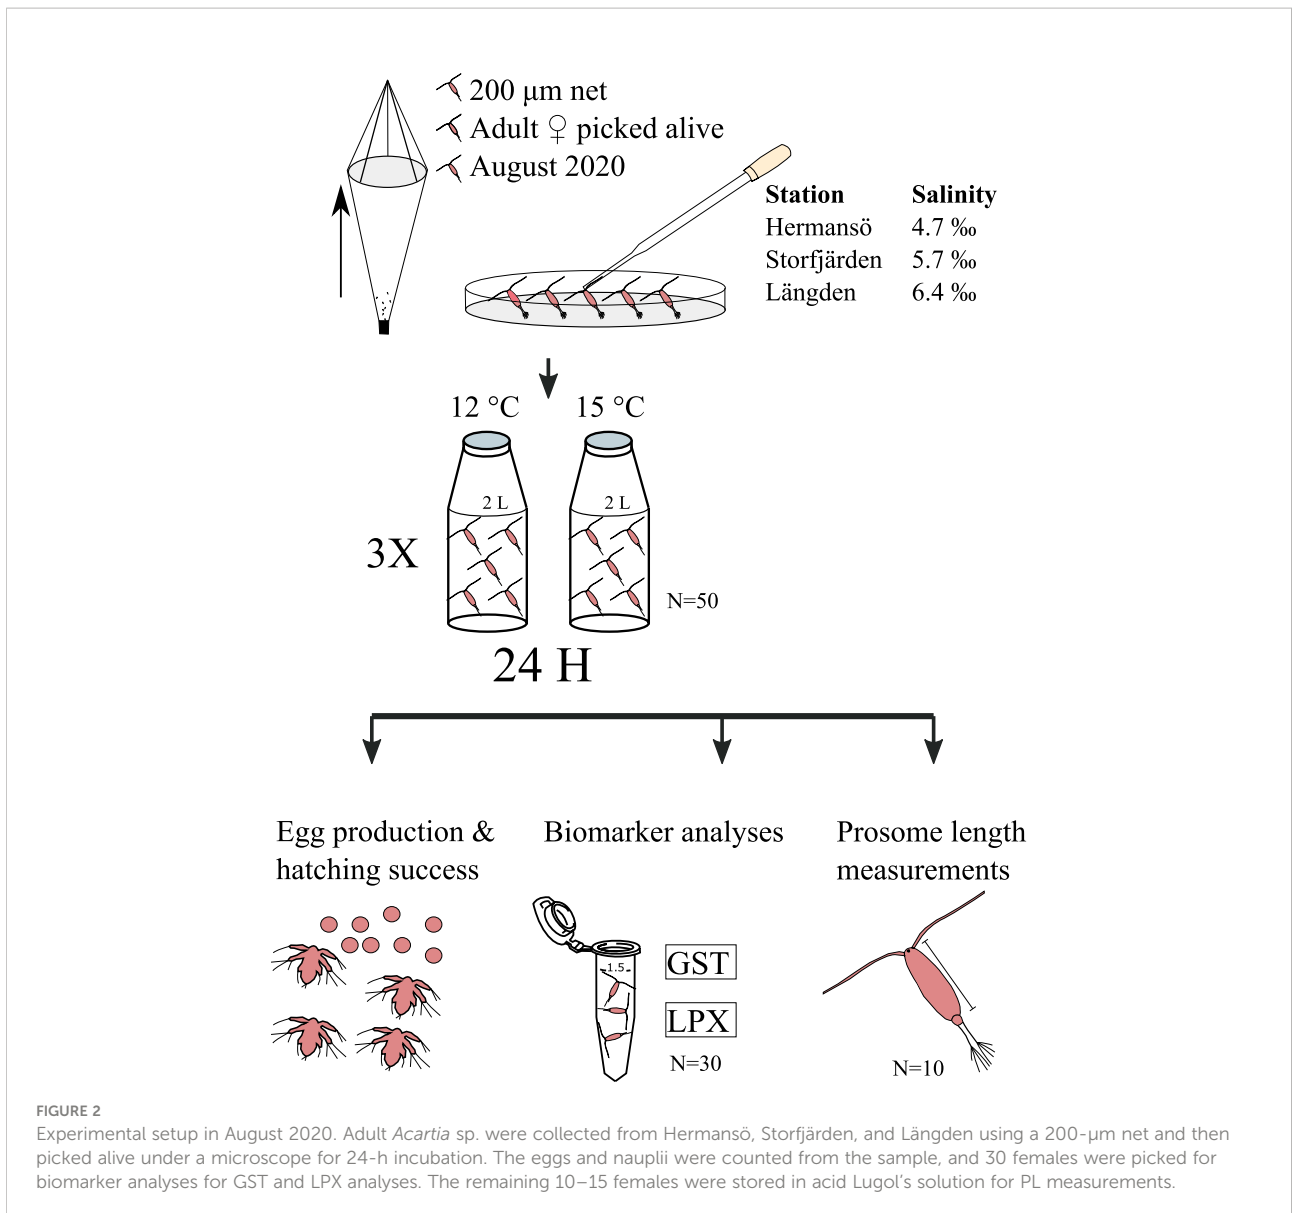 200 µm net
Adult ♀ picked alive
August 2020
Station Salinity
Hermansö 4.7 ‰
Storfjärden 5.7 ‰
Längden 6.4 ‰
12 °C 15 °C
2 L 2 L
3X
N=50
24 H
Egg production &
hatching success
Biomarker analyses
1.5
GST
LPX
N=30
Prosome length
measurements
N=10
FIGURE 2
Experimental setup in August 2020. Adult Acartia sp. were collected from Hermansö, Storfjärden, and Längden using a 200-µm net and then
picked alive under a microscope for 24-h incubation. The eggs and nauplii were counted from the sample, and 30 females were picked for
biomarker analyses for GST and LPX analyses. The remaining 10–15 females were stored in acid Lugol’s solution for PL measurements.